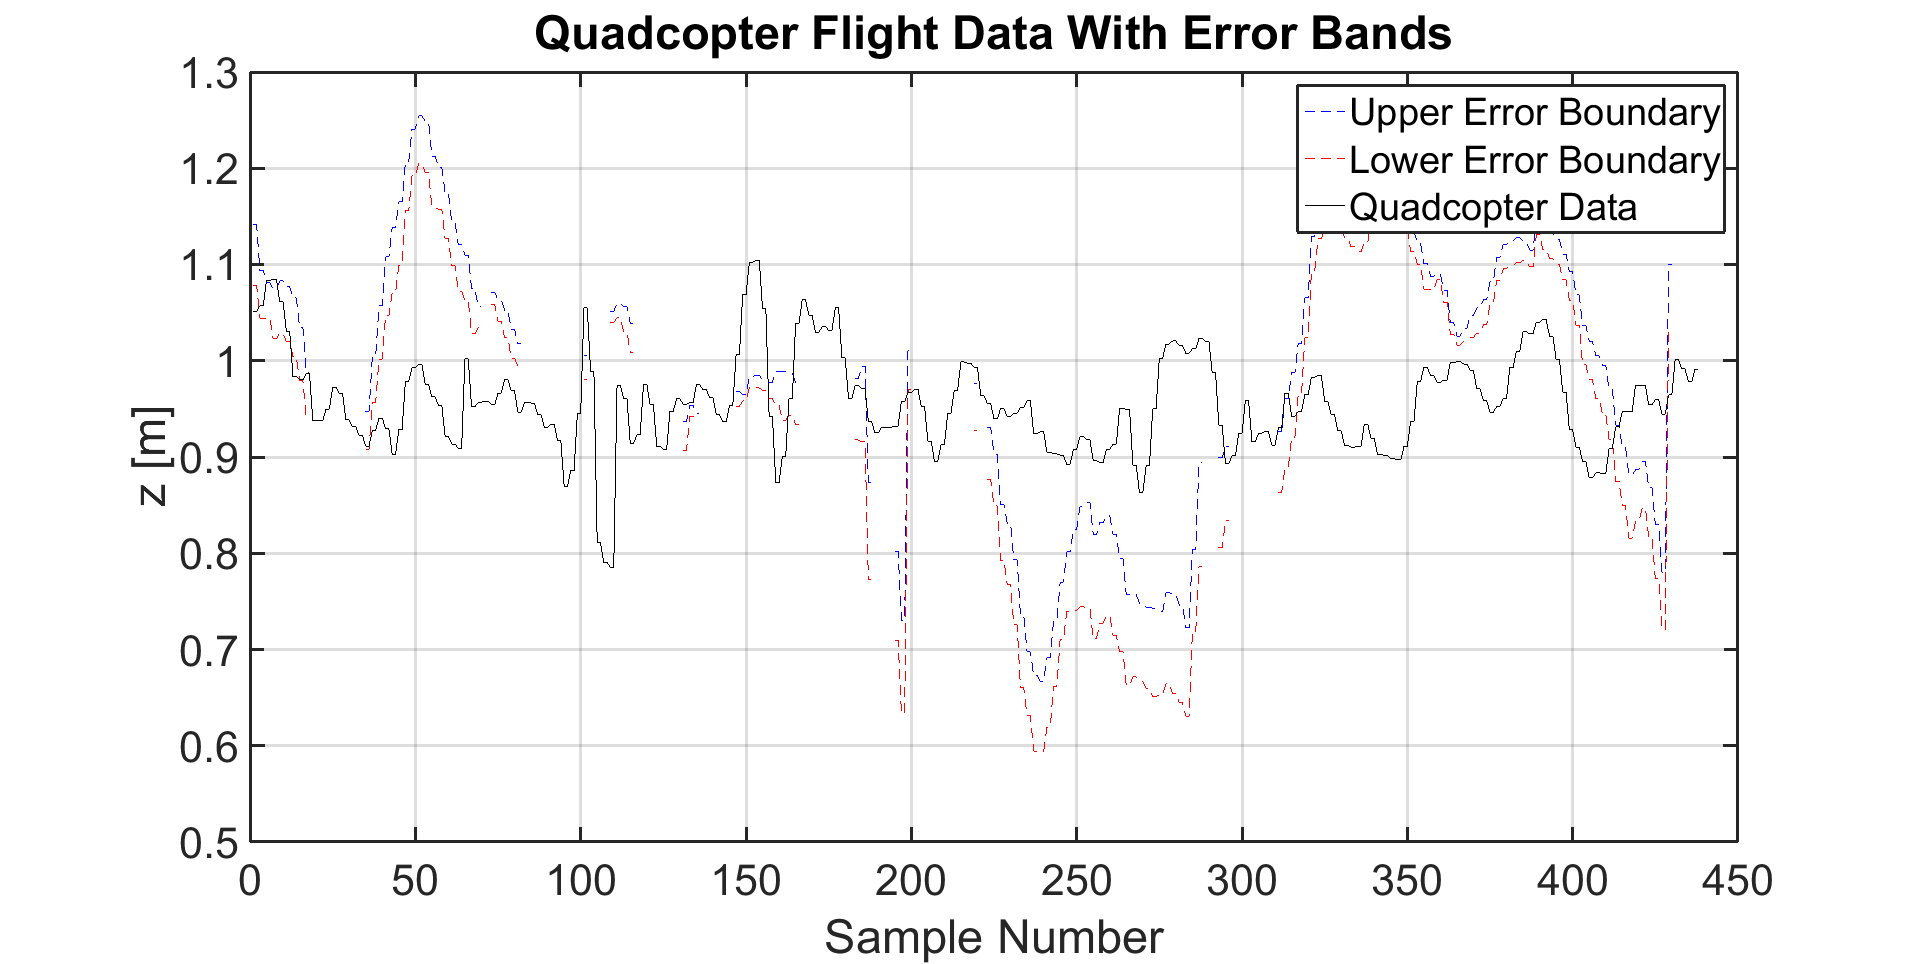 Quadcopter Flight Data With Error Bands
1.3
1.2
1.1
1
0.9
0.8
0.7
0.6
0.5
z [m]
Upper Error Boundary
Lower Error Boundary
Quadcopter Data
0 50 100 150 200 250 300 350 400 450
Sample Number